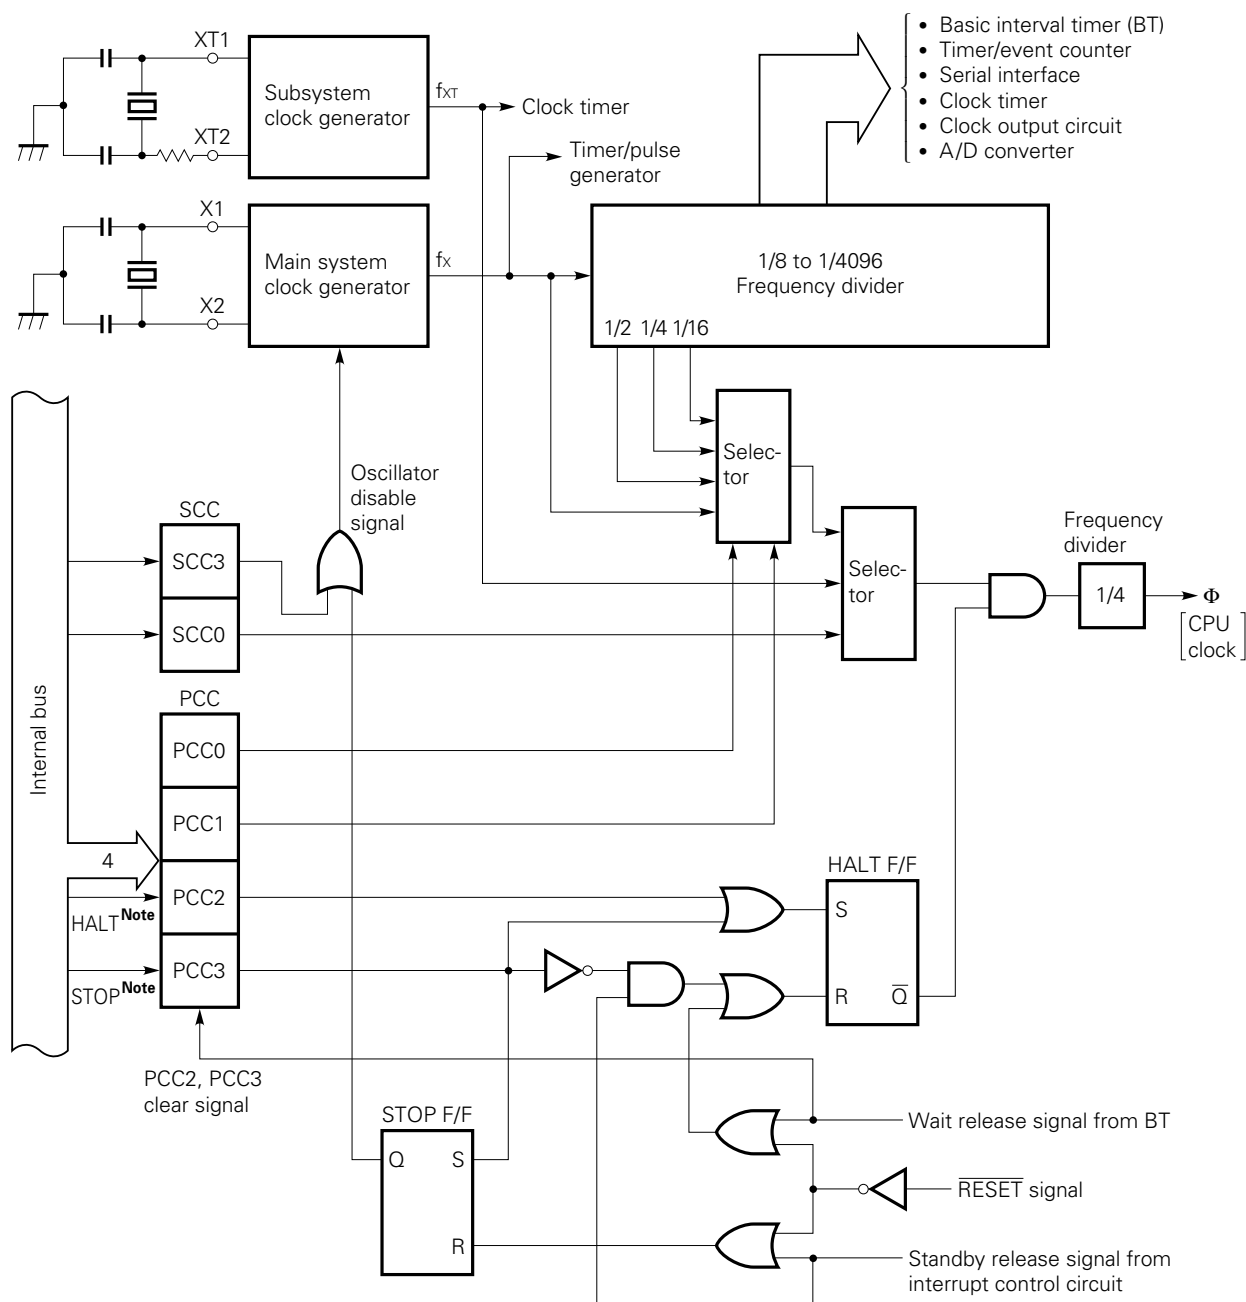 XT1
XT2
Subsystem
clock generator
fXT
Clock timer
Timer/pulse
generator
• Basic interval timer (BT)
• Timer/event counter
• Serial interface
• Clock timer
• Clock output circuit
• A/D converter
X1
X2
Main system
clock generator
fX
1/8 to 1/4096
Frequency divider
1/2 1/4 1/16
Oscillator
disable
signal
Selec-
tor
Selec-
tor
Frequency
divider
1/4
Φ
[CPU
clock]
Internal bus
SCC
SCC3
SCC0
PCC
PCC0
PCC1
4
PCC2
HALT Note
PCC3
STOP Note
HALT F/F
S
R
Q̅
PCC2, PCC3
clear signal
STOP F/F
Q
S
R
Wait release signal from BT
R̅E̅S̅E̅T̅ signal
Standby release signal from
interrupt control circuit